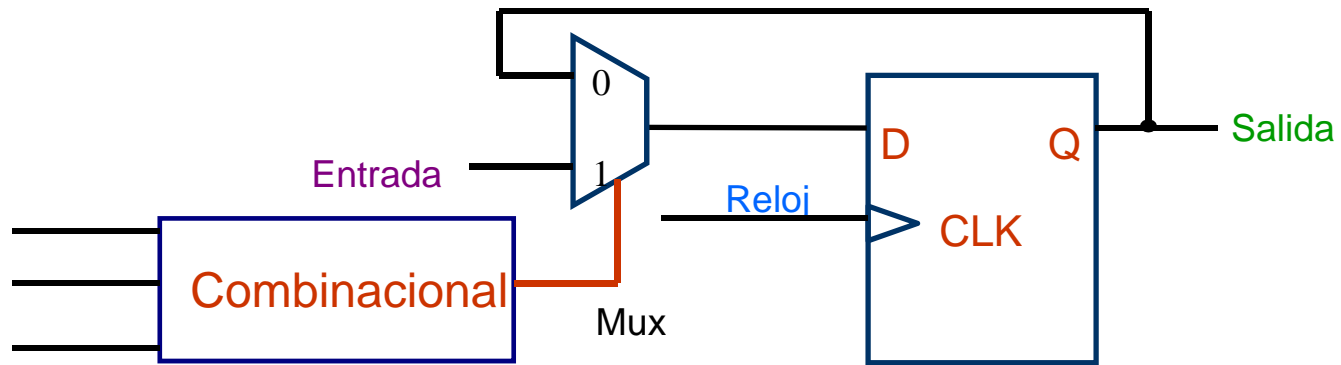 0
Entrada
1
D
Q
Salida
Reloj
CLK
Combinacional
Mux